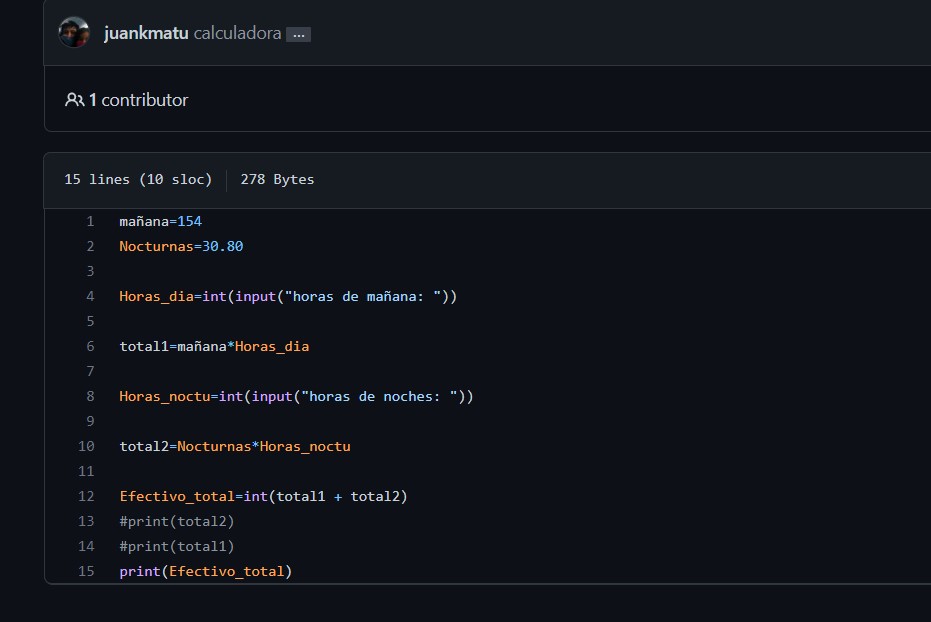 juankmatu calculadora ...
1 contributor
15 lines (10 sloc) 278 Bytes
1 mañana=154
2 Nocturnas=30.80
3
4 Horas_dia=int(input("horas de mañana: "))
5
6 total1=mañana*Horas_dia
7
8 Horas_noctu=int(input("horas de noches: "))
9
10 total2=Nocturnas*Horas_noctu
11
12 Efectivo_total=int(total1 + total2)
13 #print(total2)
14 #print(total1)
15 print(Efectivo_total)